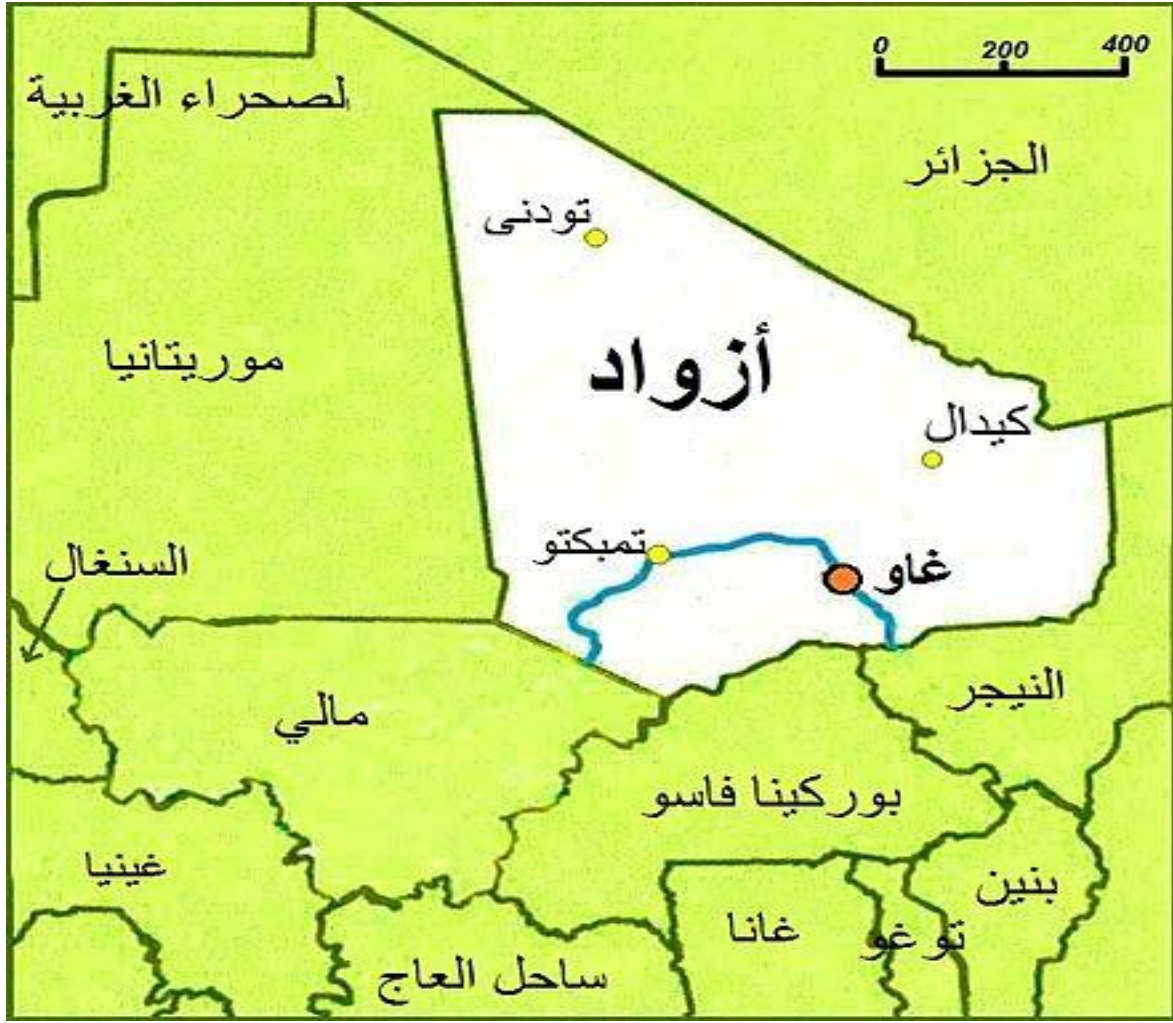 0 200 400
لصحراء الغربية
الجزائر
تودنى
أزواد
موريتانيا
كيدال
تمبكتو
غاو
السنغال
النيجر
مالي
بوركينا فاسو
غينيا
بنين
غانا
توغو
ساحل العاج